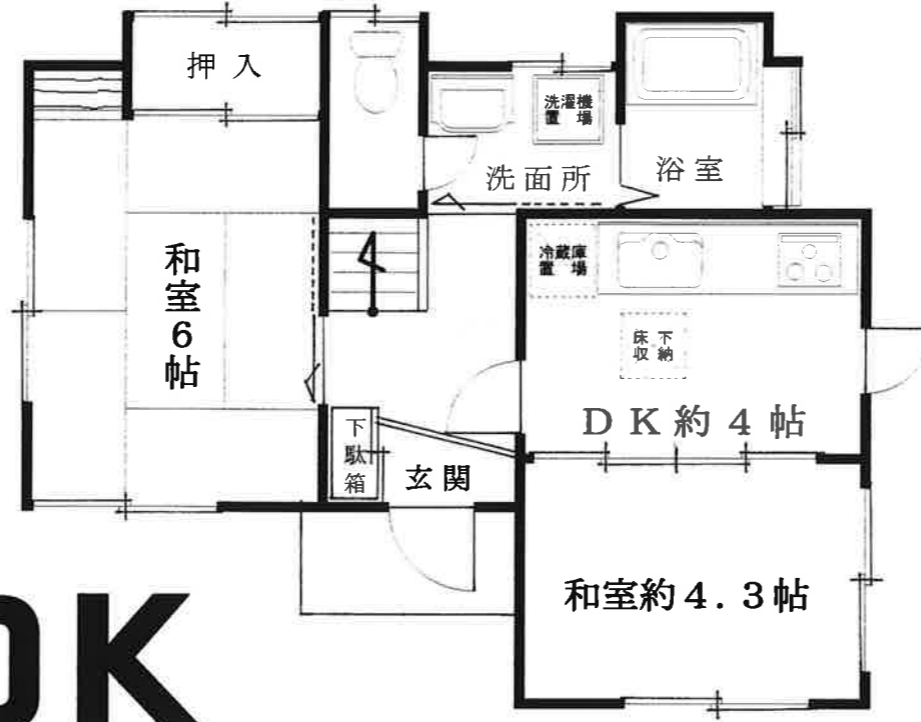 押入
洗濯機
置場
洗面所
浴室
冷蔵庫
置場
和室6帖
床下
収納
DK約4帖
下駄箱
玄関
和室約4.3帖
DK